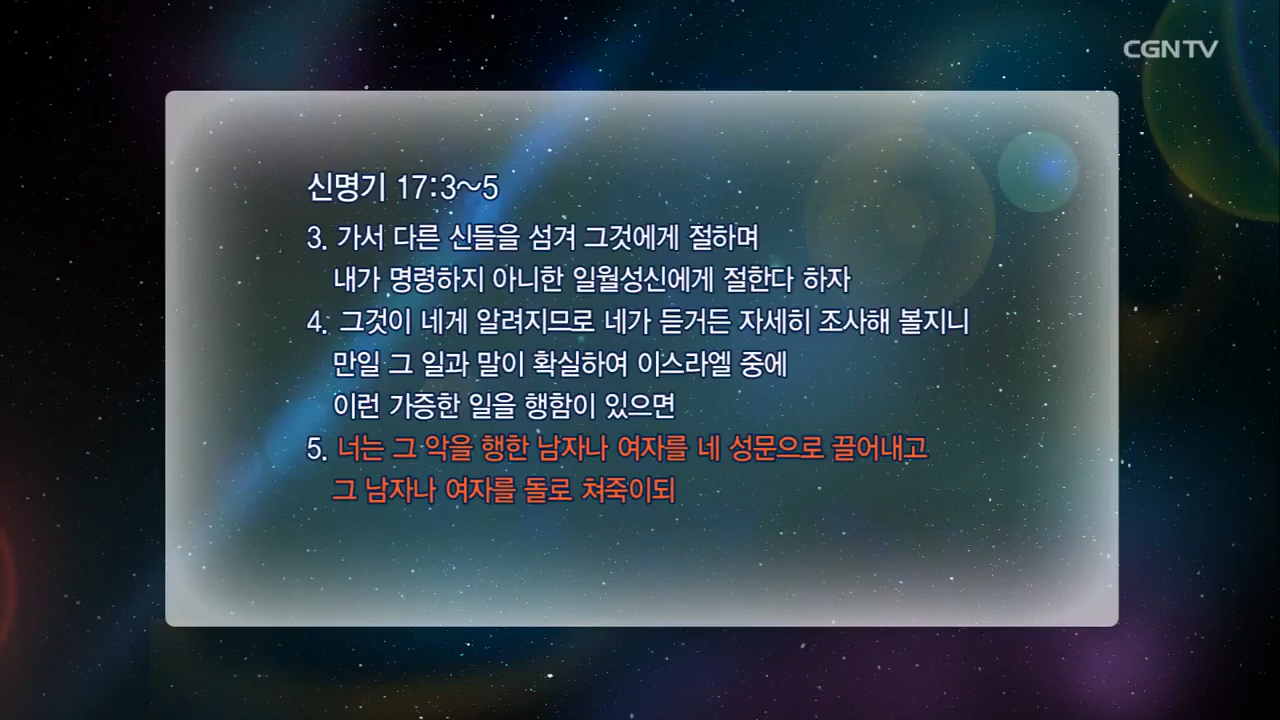 CGNTV
신명기 17:3~5
3. 가서 다른 신들을 섬겨 그것에게 절하며
내가 명령하지 아니한 일월성신에게 절한다 하자
4. 그것이 네게 알려지므로 네가 듣거든 자세히 조사해 볼지니
만일 그 일과 말이 확실하여 이스라엘 중에
이런 가증한 일을 행함이 있으면
5. 너는 그 악을 행한 남자나 여자를 네 성문으로 끌어내고
그 남자나 여자를 돌로 쳐죽이되